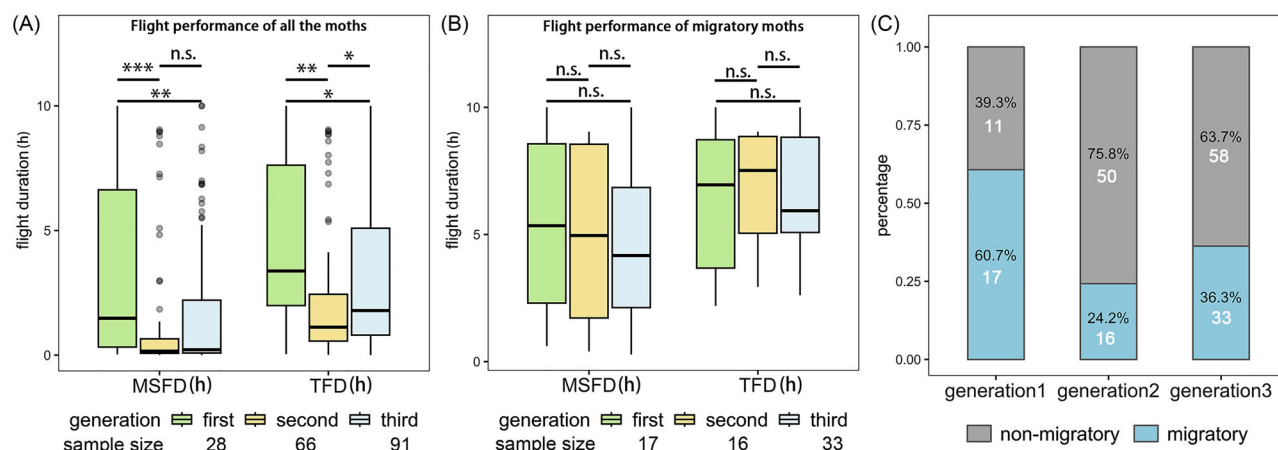 (A)
Flight performance of all the moths
***
n.s.
**
**
*
*
flight duration (h)
10
5
0
MSFD (h)
TFD (h)
generation first second third
sample size 28 66 91
(B)
Flight performance of migratory moths
n.s.
n.s.
n.s.
n.s.
n.s.
n.s.
flight duration (h)
10
5
0
MSFD (h)
TFD (h)
generation first second third
sample size 17 16 33
(C)
percentage
1.00
0.75
0.50
0.25
0.00
39.3%
11
60.7%
17
75.8%
50
24.2%
16
63.7%
58
36.3%
33
generation1 generation2 generation3
non-migratory migratory